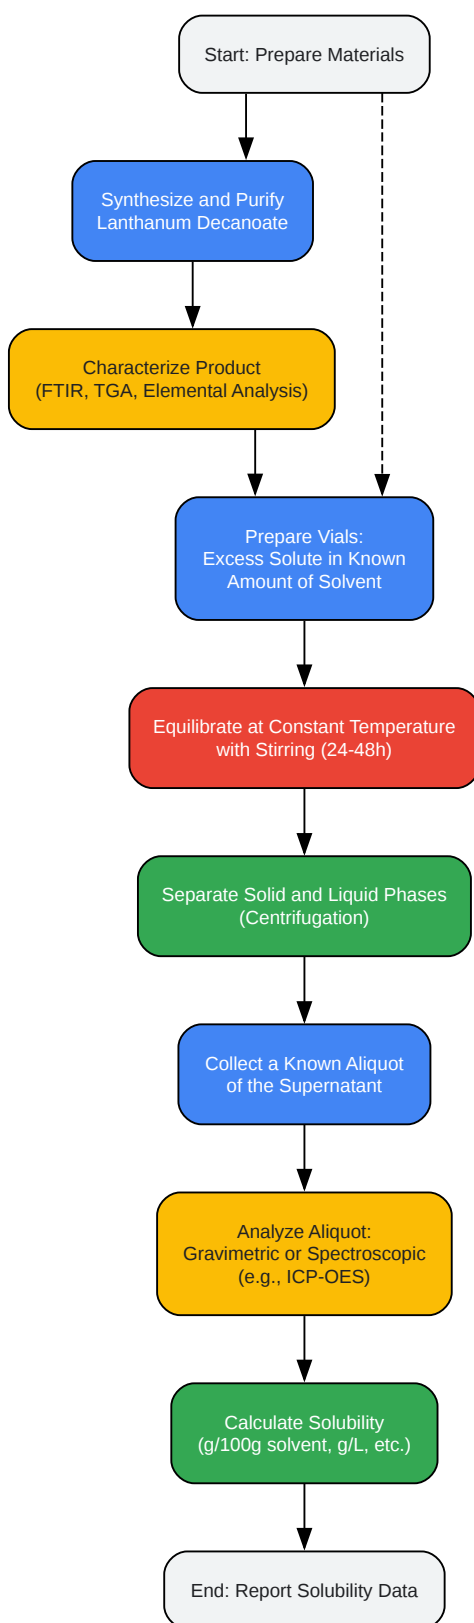 Start: Prepare Materials
Synthesize and Purify
Lanthanum Decanoate
Characterize Product
(FTIR, TGA, Elemental Analysis)
Prepare Vials:
Excess Solute in Known
Amount of Solvent
Equilibrate at Constant Temperature
with Stirring (24-48h)
Separate Solid and Liquid Phases
(Centrifugation)
Collect a Known Aliquot
of the Supernatant
Analyze Aliquot:
Gravimetric or Spectroscopic
(e.g., ICP-OES)
Calculate Solubility
(g/100g solvent, g/L, etc.)
End: Report Solubility Data